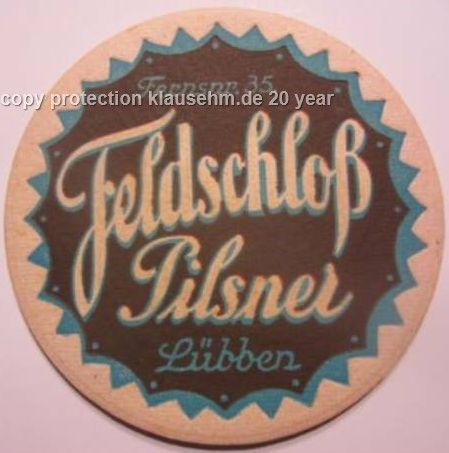 Fernspr. 35
copy protection klausehm.de 20 year
Feldschloß
Pilsner
Lübben